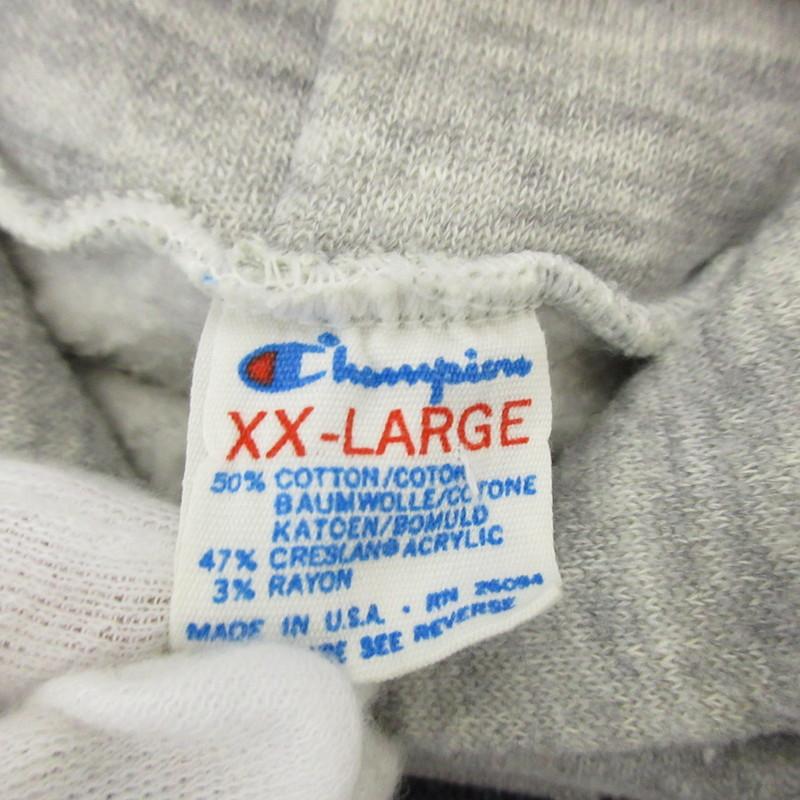 Champion
XX-LARGE
50% COTTON/COTON
BAUMWOLLE/COTONE
KATOEN/BOMULD
47% CRESLAN® ACRYLIC
3% RAYON
MADE IN U.S.A. · RN 26094
SEE REVERSE